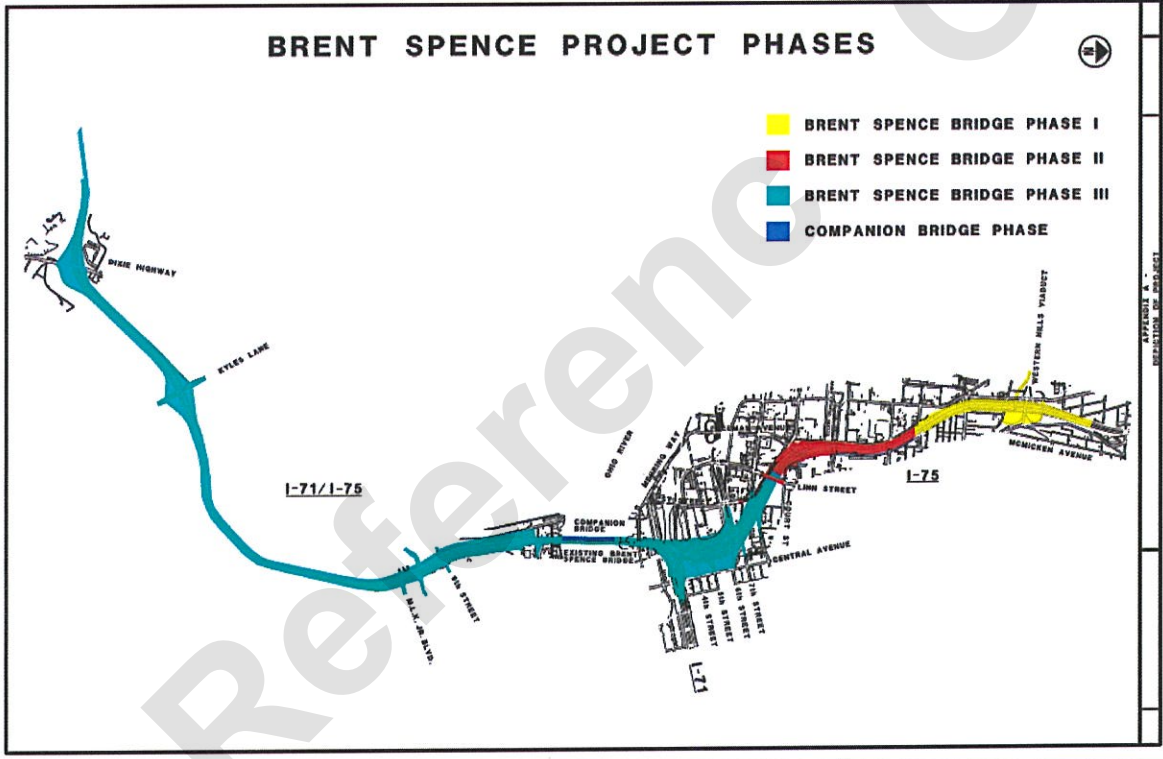 BRENT SPENCE PROJECT PHASES
N
BRENT SPENCE BRIDGE PHASE I
BRENT SPENCE BRIDGE PHASE II
BRENT SPENCE BRIDGE PHASE III
COMPANION BRIDGE PHASE
APPENDIX A -
DEPICTION OF PROJECT
DIXIE HIGHWAY
KYLES LANE
WESTERN HILLS VIADUCT
MCMICKEN AVENUE
OHIO RIVER
I-71/I-75
I-75
LINN STREET
COURT ST
COMPANION
BRIDGE
EXISTING BRENT
SPENCE BRIDGE
CENTRAL AVENUE
9th STREET
M.L.K. JR. BLVD.
4th STREET
5th STREET
6th STREET
7th STREET
I-71
Reference